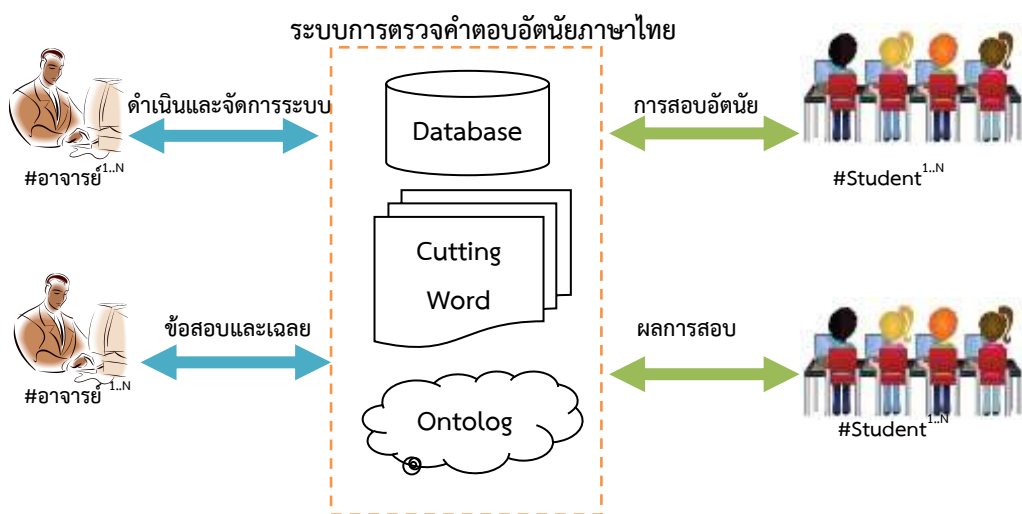 ระบบการตรวจคำตอบอัตนัยภาษาไทย
ดำเนินและจัดการระบบ
Database
การสอบอัตนัย
#อาจารย์1..N
#Student1..N
Cutting
Word
ข้อสอบและเฉลย
ผลการสอบ
#อาจารย์1..N
Ontolog
#Student1..N